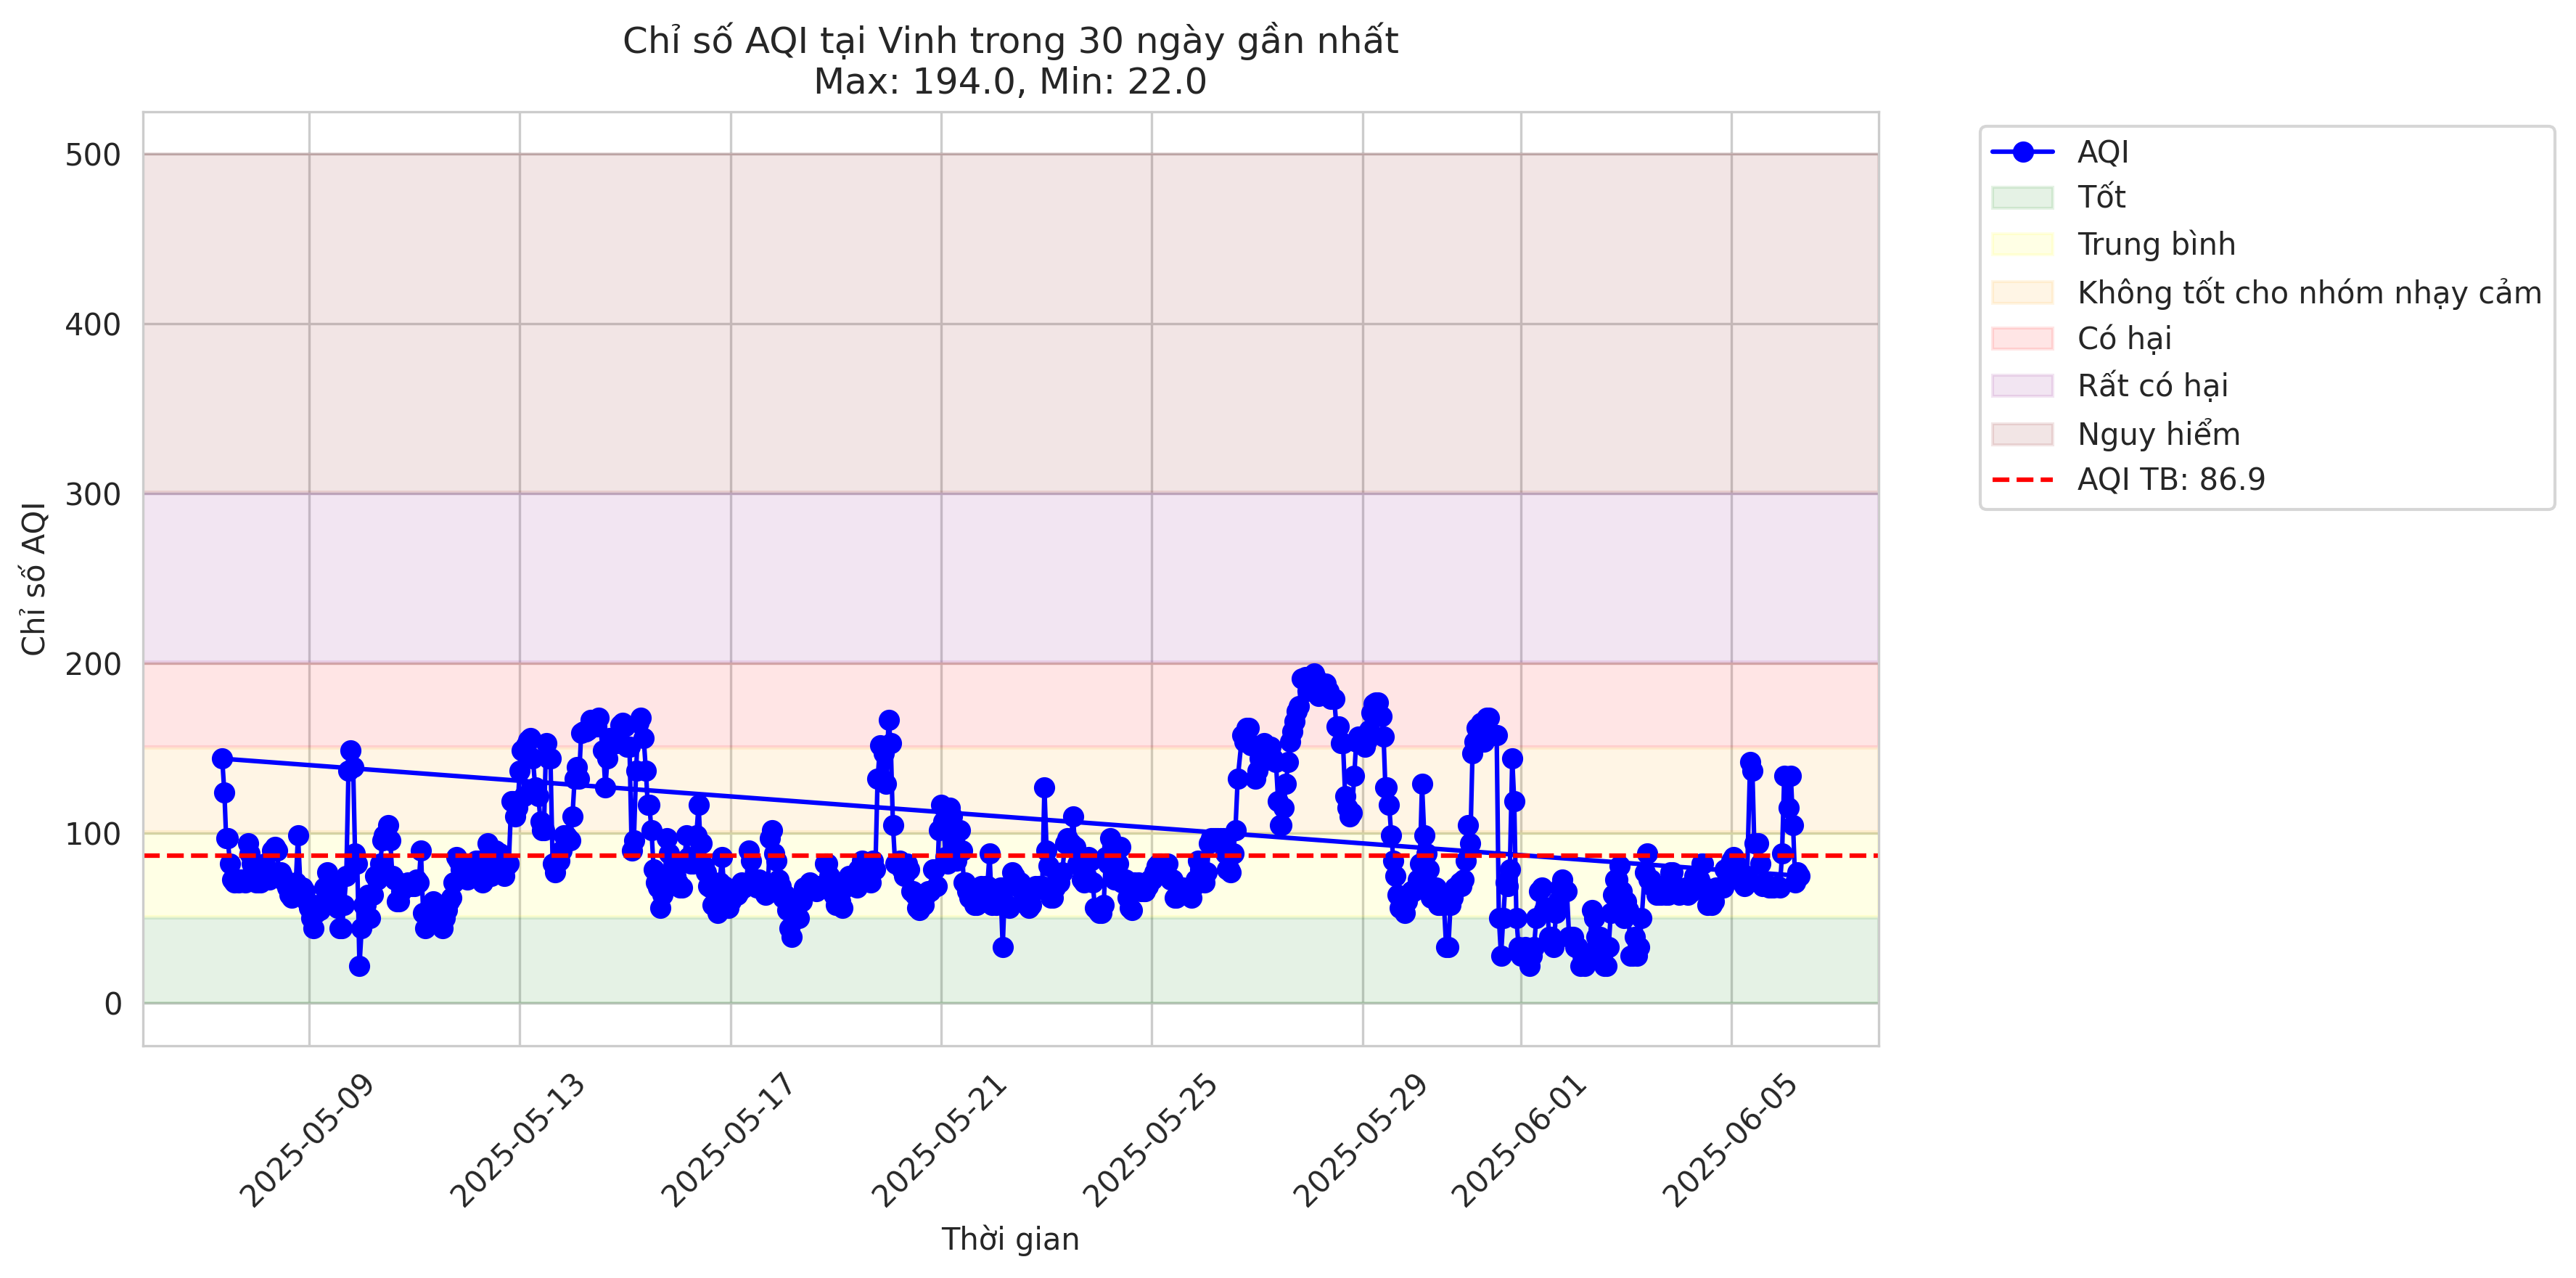 Chỉ số AQI tại Vinh trong 30 ngày gần nhất
Max: 194.0, Min: 22.0
Chỉ số AQI
500
400
300
200
100
0
2025-05-09
2025-05-13
2025-05-17
2025-05-21
2025-05-25
2025-05-29
2025-06-01
2025-06-05
Thời gian
AQI
Tốt
Trung bình
Không tốt cho nhóm nhạy cảm
Có hại
Rất có hại
Nguy hiểm
AQI TB: 86.9